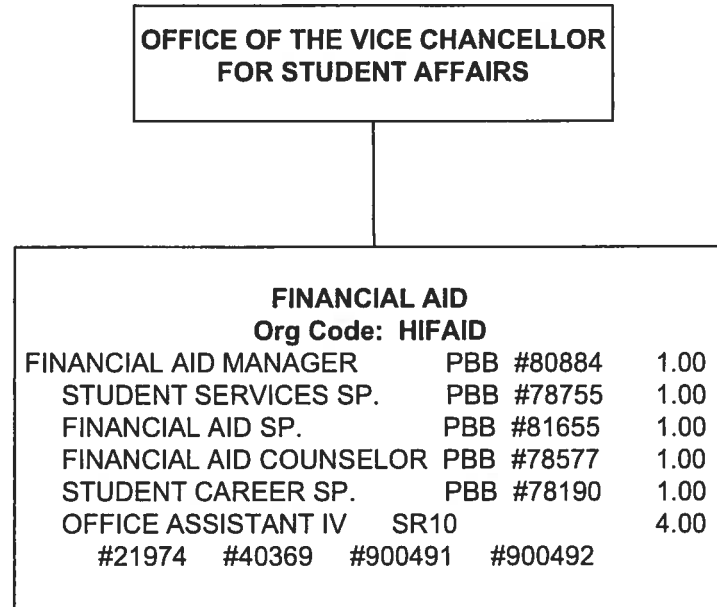 OFFICE OF THE VICE CHANCELLOR
FOR STUDENT AFFAIRS
FINANCIAL AID
Org Code: HIFAID
FINANCIAL AID MANAGER PBB #80884 1.00
STUDENT SERVICES SP. PBB #78755 1.00
FINANCIAL AID SP. PBB #81655 1.00
FINANCIAL AID COUNSELOR PBB #78577 1.00
STUDENT CAREER SP. PBB #78190 1.00
OFFICE ASSISTANT IV SR10 4.00
#21974 #40369 #900491 #900492